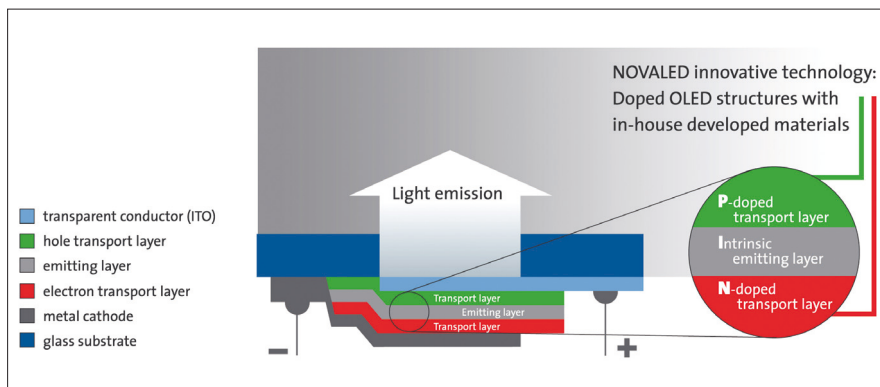 NOVALED innovative technology:
Doped OLED structures with
in-house developed materials
Light emission
transparent conductor (ITO)
hole transport layer
emitting layer
electron transport layer
metal cathode
glass substrate
P-doped
transport layer
Intrinsic
emitting layer
N-doped
transport layer
Transport layer
Emitting layer
Transport layer
–
+